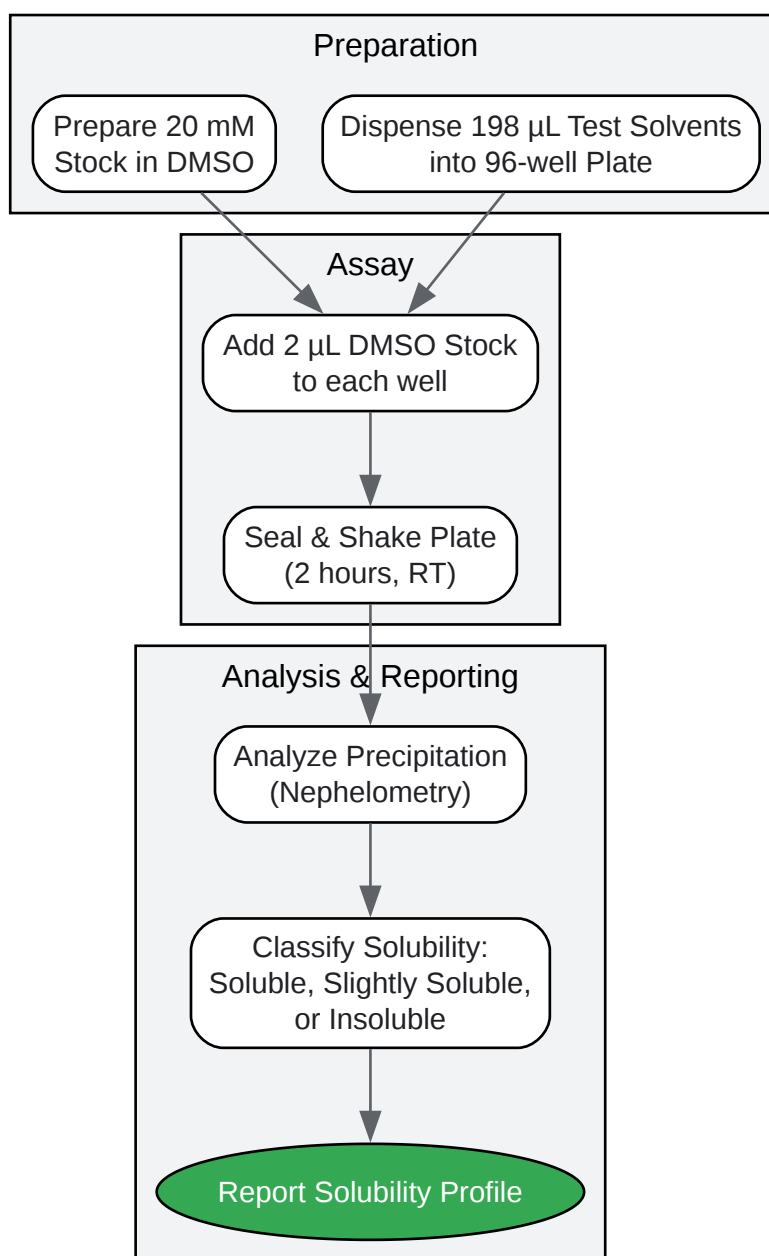 Preparation
Prepare 20 mM
Stock in DMSO
Dispense 198 µL Test Solvents
into 96-well Plate
Assay
Add 2 µL DMSO Stock
to each well
Seal & Shake Plate
(2 hours, RT)
Analysis & Reporting
Analyze Precipitation
(Nephelometry)
Classify Solubility:
Soluble, Slightly Soluble,
or Insoluble
Report Solubility Profile